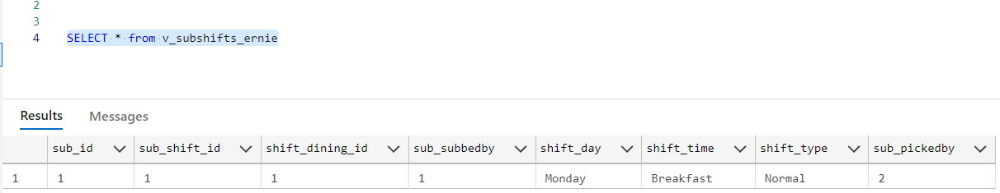 2
3
4 SELECT * from v_subshifts_ernie
Results Messages
sub_id sub_shift_id shift_dining_id sub_subbedby shift_day shift_time shift_type sub_pickedby
1 1 1 1 1 Monday Breakfast Normal 2